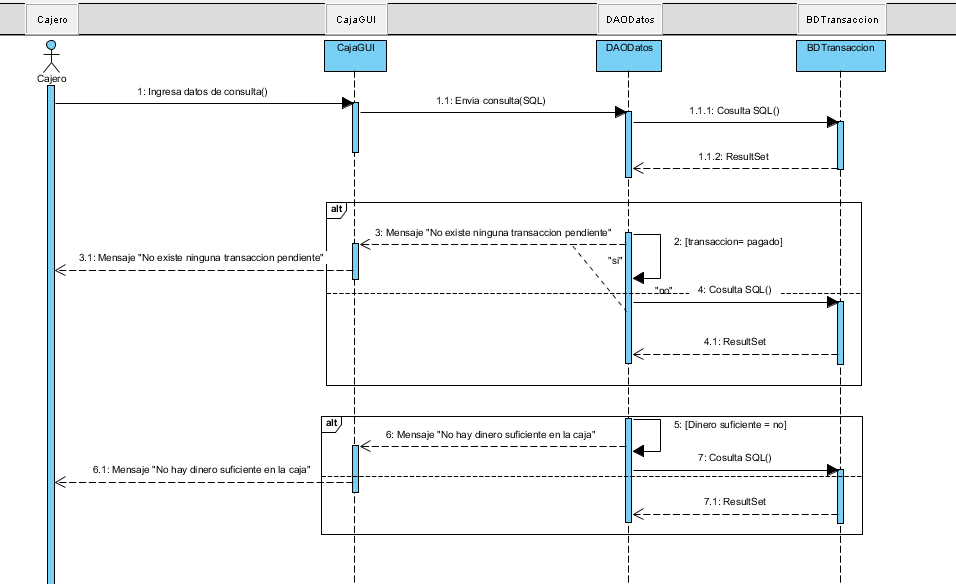 Cajero CajaGUI DAODatos BDTransaccion
CajaGUI DAODatos BDTransaccion
Cajero
1: Ingresa datos de consulta()
1.1: Envia consulta(SQL)
1.1.1: Cosulta SQL()
1.1.2: ResultSet
alt
3: Mensaje "No existe ninguna transaccion pendiente"
2: [transaccion= pagado]
3.1: Mensaje "No existe ninguna transaccion pendiente"
"si"
"no"
4: Cosulta SQL()
4.1: ResultSet
alt
5: [Dinero suficiente = no]
6: Mensaje "No hay dinero suficiente en la caja"
7: Cosulta SQL()
6.1: Mensaje "No hay dinero suficiente en la caja"
7.1: ResultSet